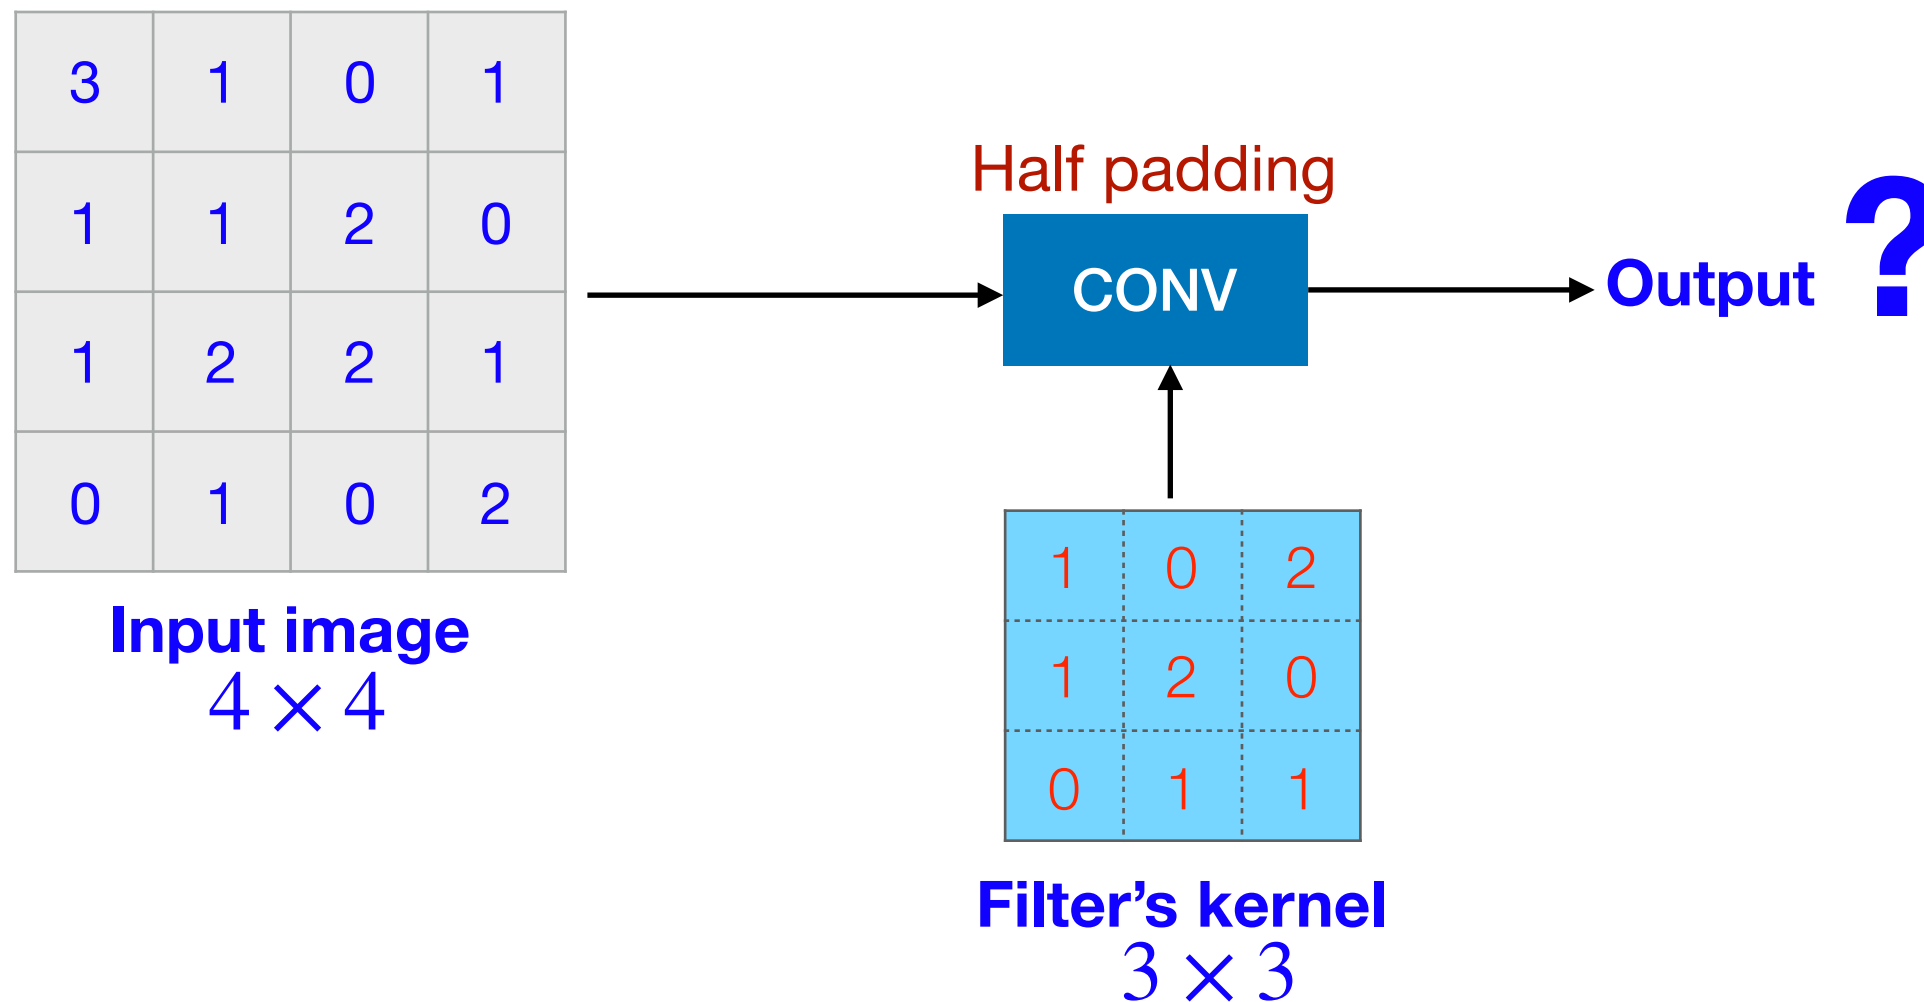 3 1 0 1
1 1 2 0
1 2 2 1
0 1 0 2
Input image
4 × 4
Half padding
CONV
Output ?
1 0 2
1 2 0
0 1 1
Filter’s kernel
3 × 3